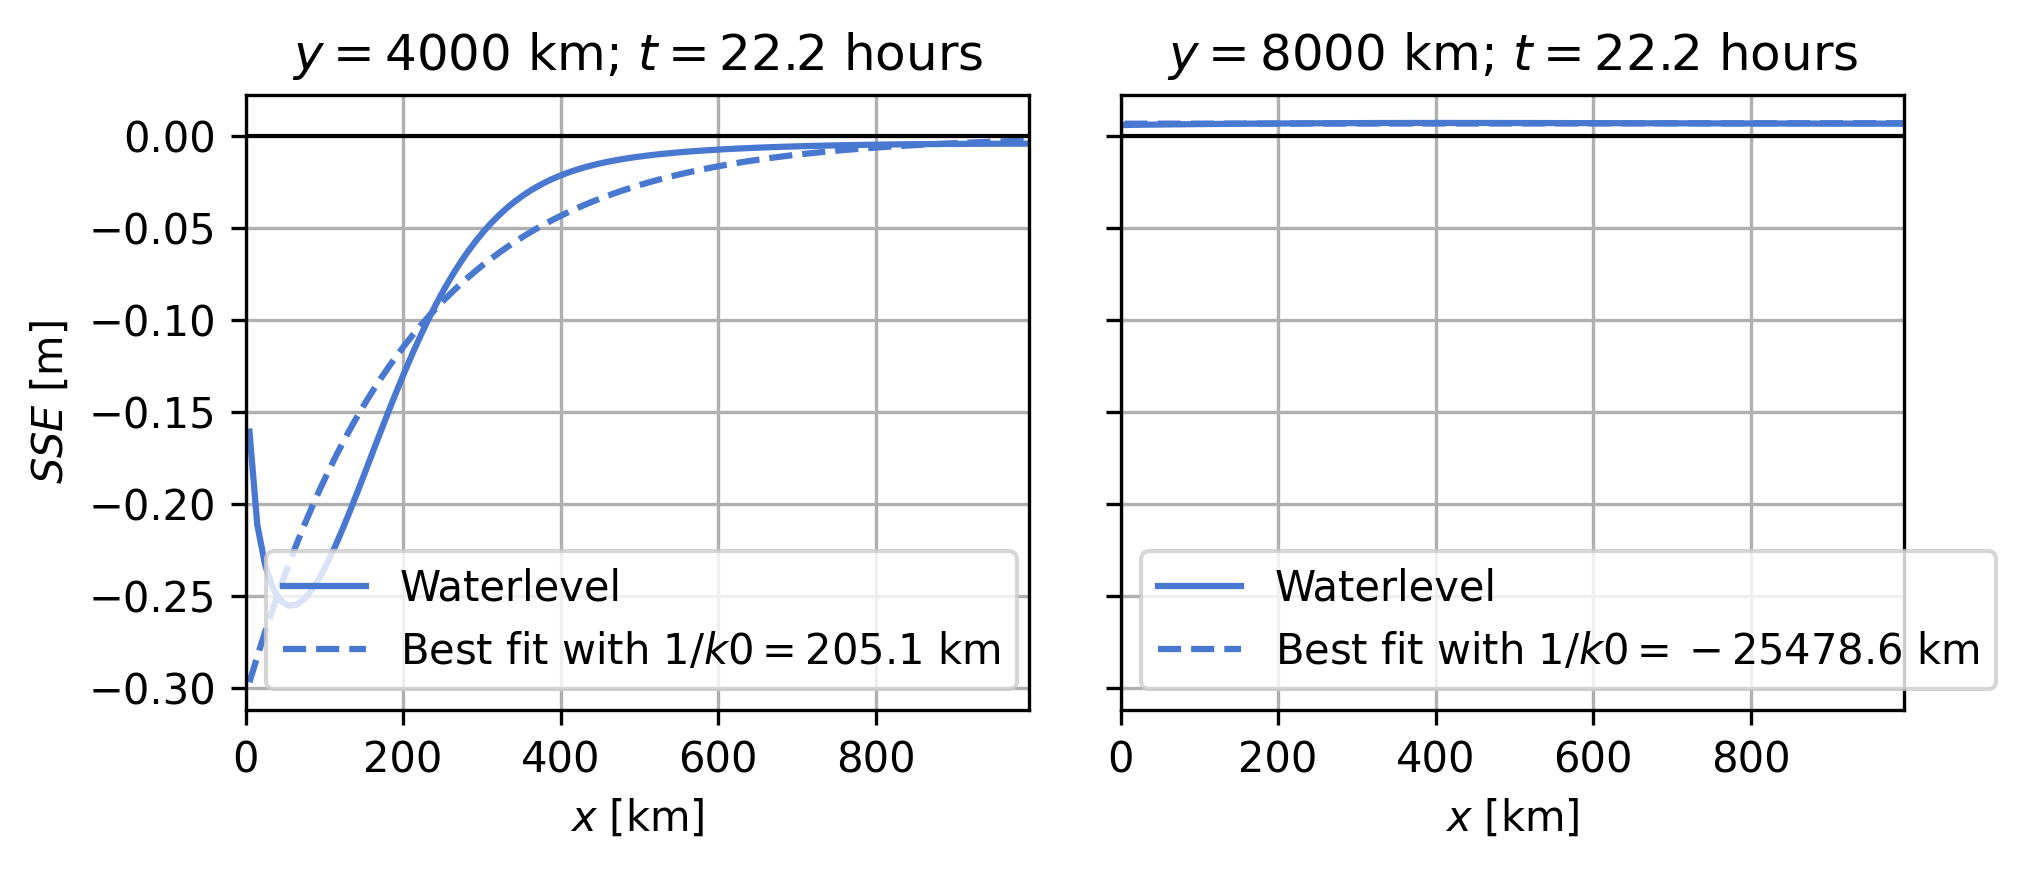 y = 4000 km; t = 22.2 hours
SSE [m]
0.00
−0.05
−0.10
−0.15
−0.20
−0.25
−0.30
Waterlevel
Best fit with 1/k0 = 205.1 km
0 200 400 600 800
x [km]
y = 8000 km; t = 22.2 hours
Waterlevel
Best fit with 1/k0 = −25478.6 km
0 200 400 600 800
x [km]